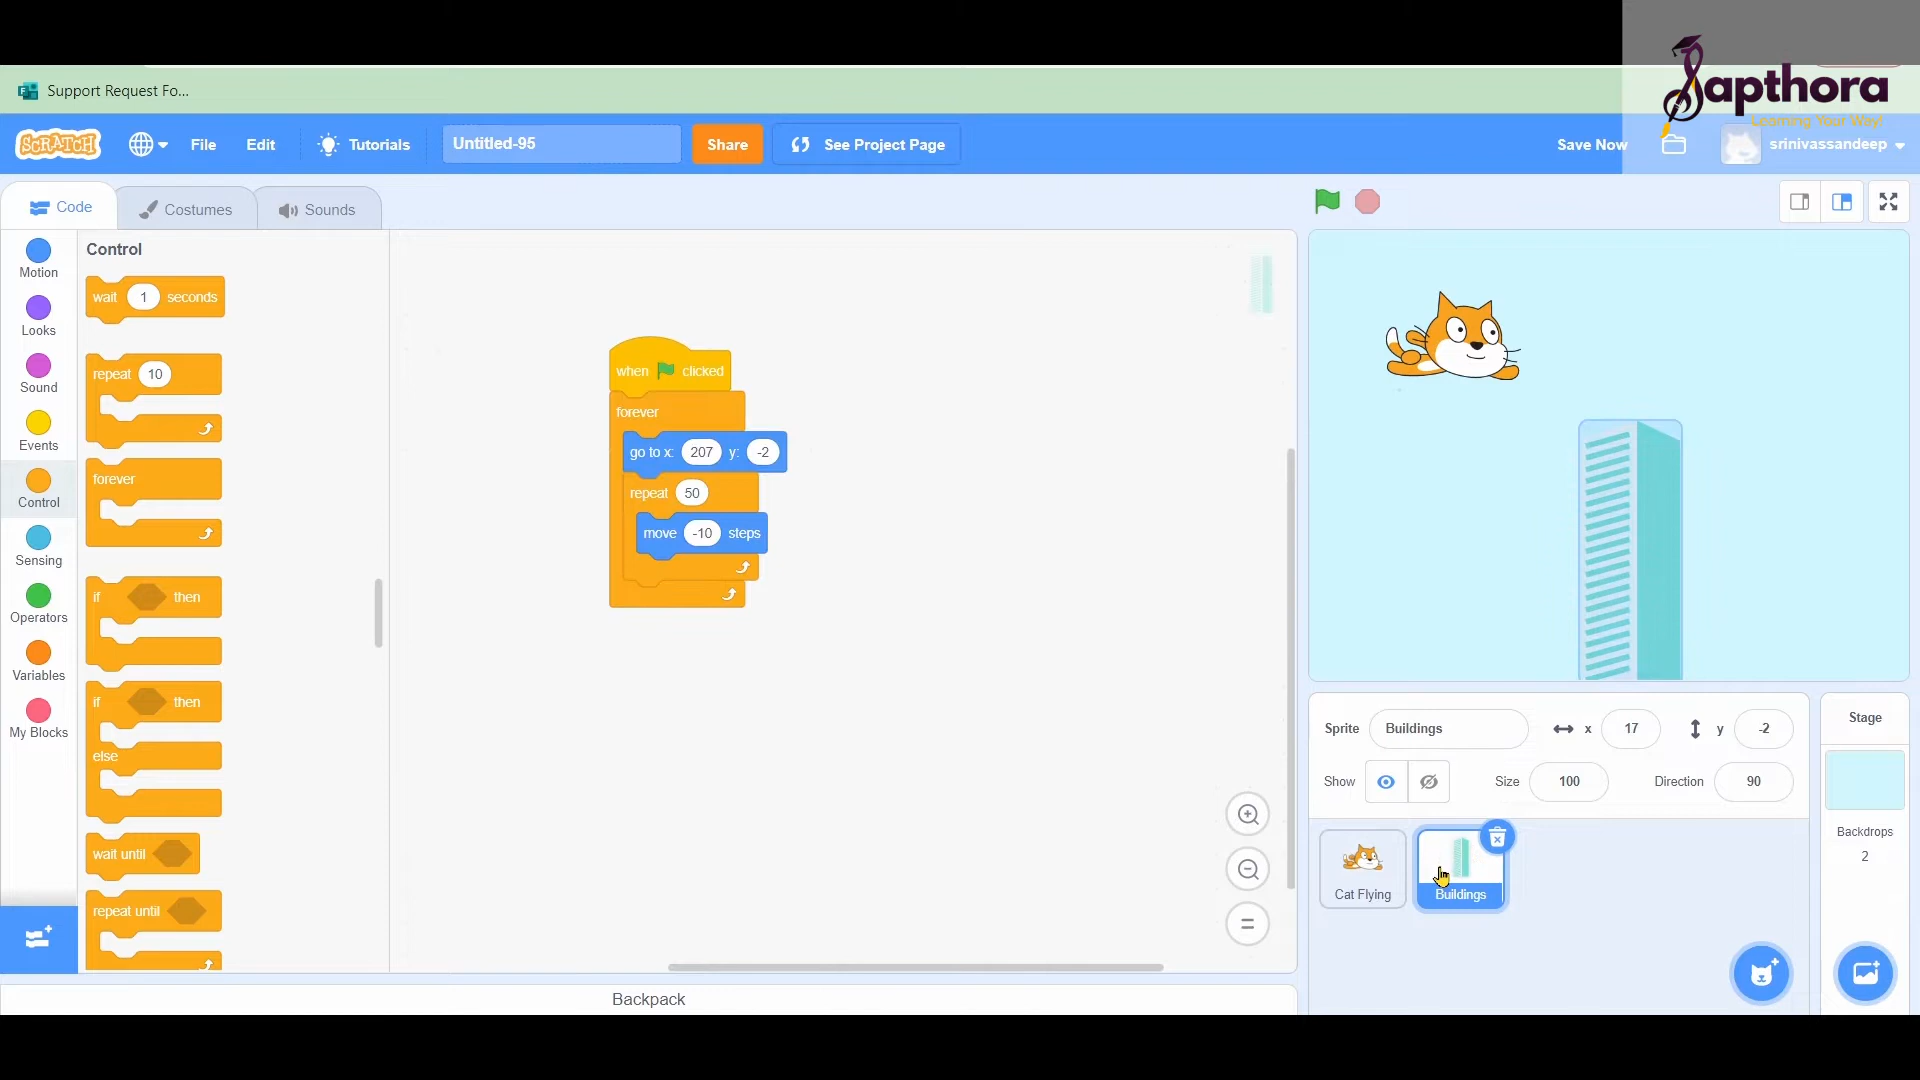 Sapthora
Learning Your Way!
Support Request Fo...
SCRATCH
File
Edit
Tutorials
Untitled-95
Share
See Project Page
Save Now
srinivassandeep
Code
Costumes
Sounds
Motion
Looks
Sound
Events
Control
Sensing
Operators
Variables
My Blocks
Control
wait 1 seconds
repeat 10
forever
if then
if then
else
wait until
repeat until
when clicked
forever
go to x: 207 y: -2
repeat 50
move -10 steps
Sprite Buildings x 17 y -2
Show Size 100 Direction 90
Cat Flying
Buildings
Stage
Backdrops
2
Backpack